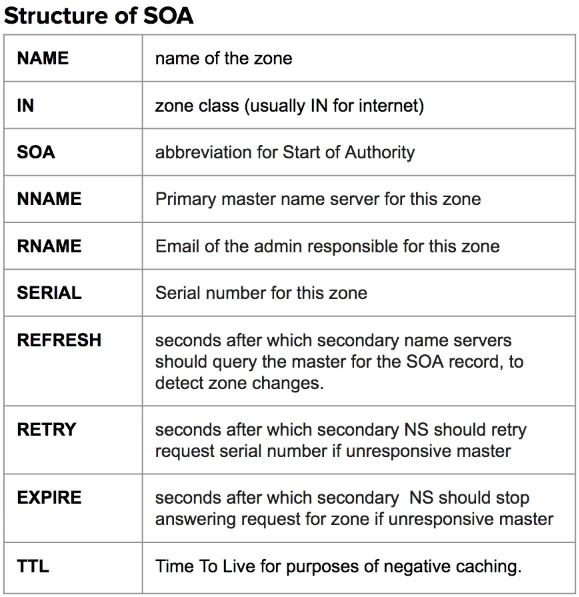 Structure of SOA
NAME name of the zone
IN zone class (usually IN for internet)
SOA abbreviation for Start of Authority
NNAME Primary master name server for this zone
RNAME Email of the admin responsible for this zone
SERIAL Serial number for this zone
REFRESH seconds after which secondary name servers
should query the master for the SOA record, to
detect zone changes.
RETRY seconds after which secondary NS should retry
request serial number if unresponsive master
EXPIRE seconds after which secondary NS should stop
answering request for zone if unresponsive master
TTL Time To Live for purposes of negative caching.